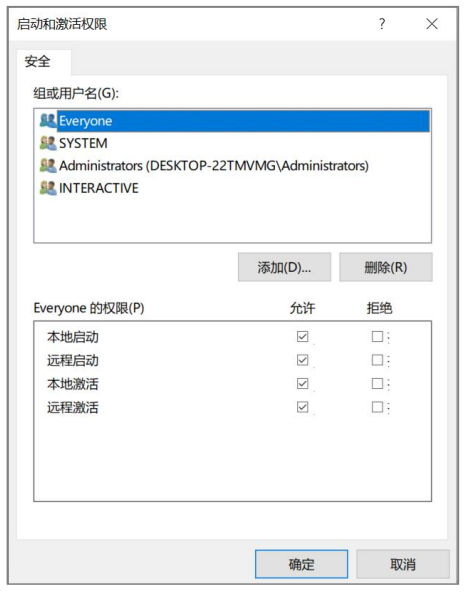 启动和激活权限
安全
组或用户名(G):
Everyone
SYSTEM
Administrators (DESKTOP-22TMVMG\Administrators)
INTERACTIVE
添加(D)... 删除(R)
Everyone 的权限(P) 允许 拒绝
本地启动
远程启动
本地激活
远程激活
确定 取消